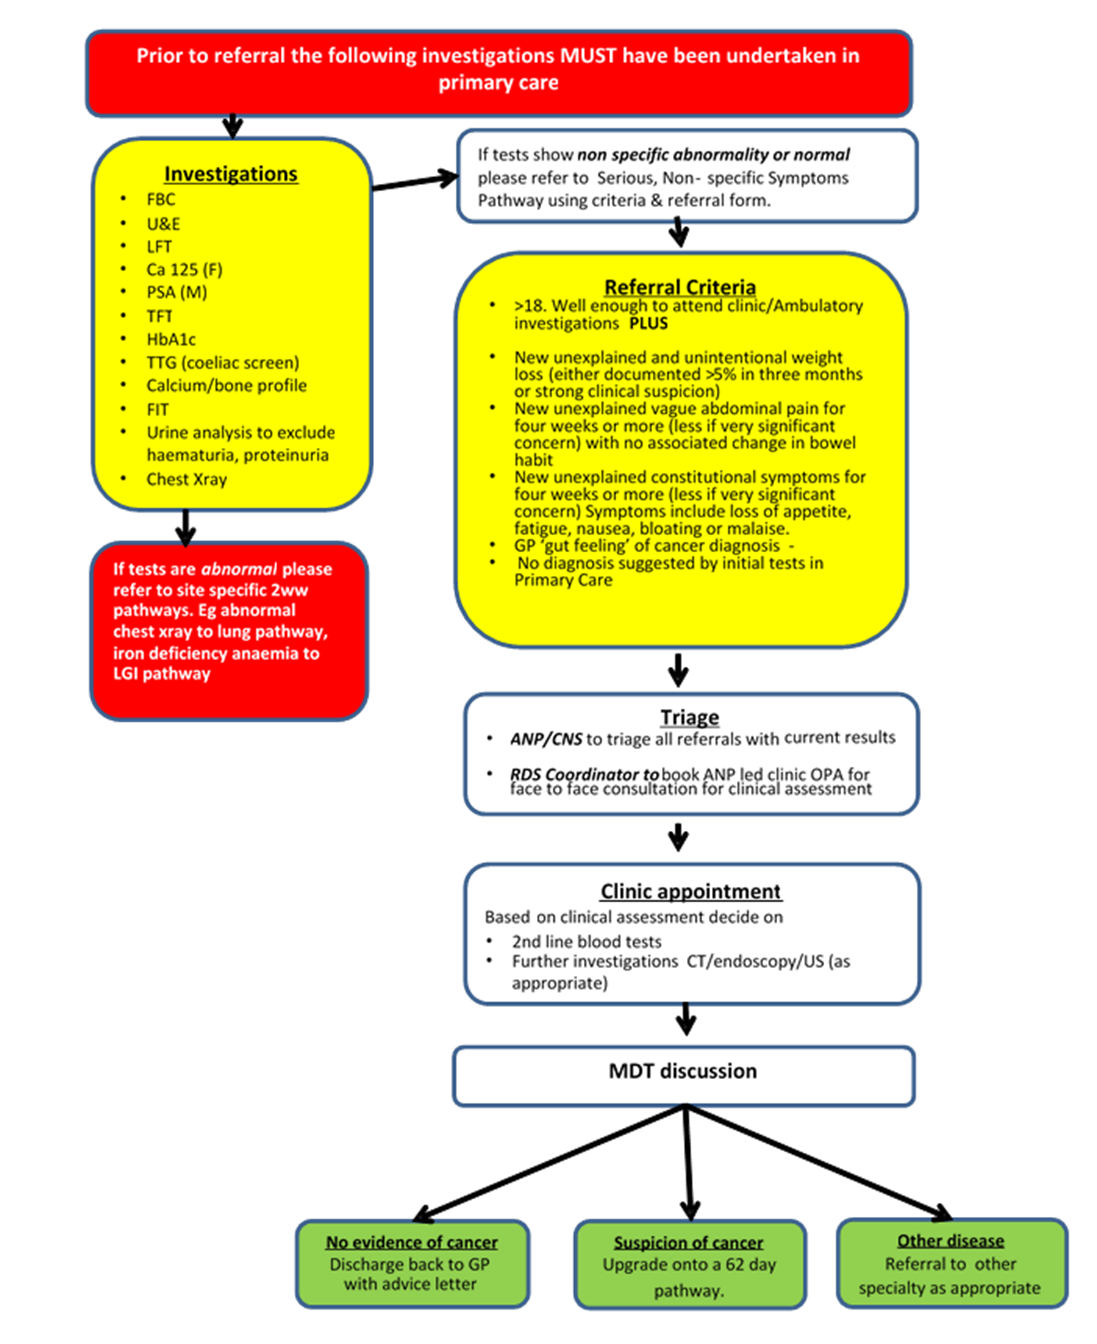 Prior to referral the following investigations MUST have been undertaken in
primary care
Investigations
• FBC
• U&E
• LFT
• Ca 125 (F)
• PSA (M)
• TFT
• HbA1c
• TTG (coeliac screen)
• Calcium/bone profile
• FIT
• Urine analysis to exclude
haematuria, proteinuria
• Chest Xray
If tests are abnormal please
refer to site specific 2ww
pathways. Eg abnormal
chest xray to lung pathway,
iron deficiency anaemia to
LGI pathway
If tests show non specific abnormality or normal
please refer to Serious, Non- specific Symptoms
Pathway using criteria & referral form.
Referral Criteria
• >18. Well enough to attend clinic/Ambulatory
investigations PLUS
• New unexplained and unintentional weight
loss (either documented >5% in three months
or strong clinical suspicion)
• New unexplained vague abdominal pain for
four weeks or more (less if very significant
concern) with no associated change in bowel
habit
• New unexplained constitutional symptoms for
four weeks or more (less if very significant
concern) Symptoms include loss of appetite,
fatigue, nausea, bloating or malaise.
• GP ‘gut feeling’ of cancer diagnosis -
• No diagnosis suggested by initial tests in
Primary Care
Triage
• ANP/CNS to triage all referrals with current results
• RDS Coordinator to book ANP led clinic OPA for
face to face consultation for clinical assessment
Clinic appointment
Based on clinical assessment decide on
• 2nd line blood tests
• Further investigations CT/endoscopy/US (as
appropriate)
MDT discussion
No evidence of cancer
Discharge back to GP
with advice letter
Suspicion of cancer
Upgrade onto a 62 day
pathway.
Other disease
Referral to other
specialty as appropriate